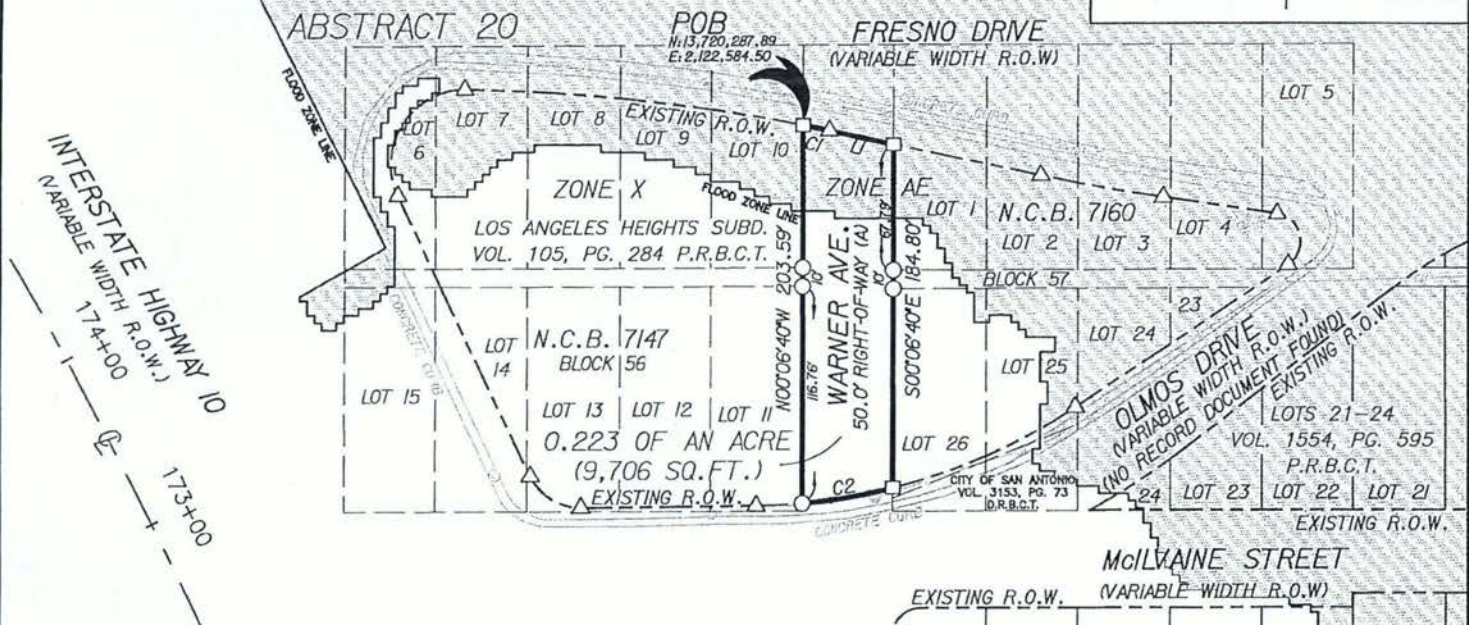 ABSTRACT 20
POB
N:13,720,287.89
E:2,122,584.50
FRESNO DRIVE
(VARIABLE WIDTH R.O.W)
FLOOD ZONE LINE
CONCRETE CURB
LOT 5
LOT
6
LOT 7
LOT 8
EXISTING R.O.W.
LOT 9
LOT 10
C1
L1
INTERSTATE HIGHWAY 10
(VARIABLE WIDTH R.O.W.)
174+00
173+00
ZONE X
FLOOD ZONE LINE
ZONE AE
LOT 1
N.C.B. 7160
LOT 2
LOT 3
LOT 4
LOS ANGELES HEIGHTS SUBD.
VOL. 105, PG. 284 P.R.B.C.T.
BLOCK 57
N00°06'40"W 203.59'
10'
116.76'
WARNER AVE.
50.0' RIGHT-OF-WAY (A)
67.79'
10'
S00°06'40"E 184.80'
23
LOT 24
LOT 25
CONCRETE CURB
LOT
14
N.C.B. 7147
BLOCK 56
LOT 15
LOT 13
LOT 12
LOT 11
0.223 OF AN ACRE
(9,706 SQ.FT.)
EXISTING R.O.W.
C2
LOT 26
OLMOS DRIVE
(VARIABLE WIDTH R.O.W.)
(NO RECORD DOCUMENT FOUND)
EXISTING R.O.W.
LOTS 21-24
VOL. 1554, PG. 595
P.R.B.C.T.
CITY OF SAN ANTONIO
VOL. 3153, PG. 73
D.R.B.C.T.
24
LOT 23
LOT 22
LOT 21
CONCRETE CURB
EXISTING R.O.W.
McILVAINE STREET
(VARIABLE WIDTH R.O.W)
EXISTING R.O.W.